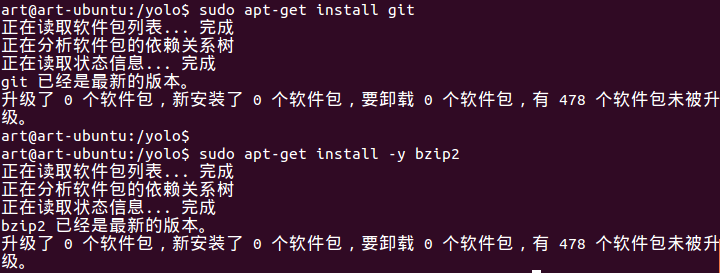 art@art-ubuntu:/yolo$ sudo apt-get install git
正在读取软件包列表... 完成
正在分析软件包的依赖关系树
正在读取状态信息... 完成
git 已经是最新的版本。
升级了 0 个软件包，新安装了 0 个软件包，要卸载 0 个软件包，有 478 个软件包未被升
级。
art@art-ubuntu:/yolo$
art@art-ubuntu:/yolo$ sudo apt-get install -y bzip2
正在读取软件包列表... 完成
正在分析软件包的依赖关系树
正在读取状态信息... 完成
bzip2 已经是最新的版本。
升级了 0 个软件包，新安装了 0 个软件包，要卸载 0 个软件包，有 478 个软件包未被升
级。